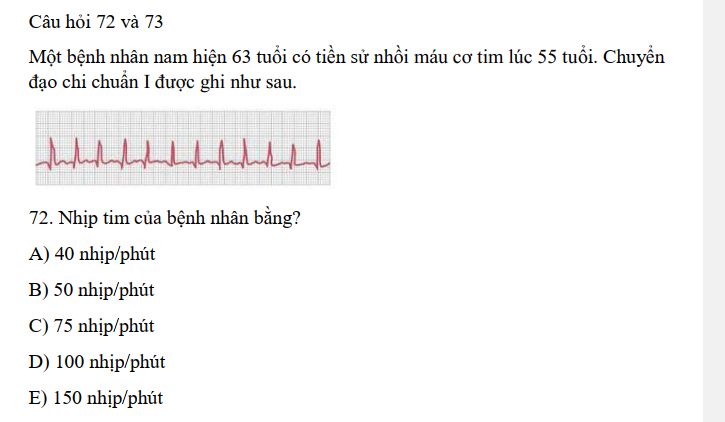 Câu hỏi 72 và 73
Một bệnh nhân nam hiện 63 tuổi có tiền sử nhồi máu cơ tim lúc 55 tuổi. Chuyển
đạo chi chuẩn I được ghi như sau.
72. Nhịp tim của bệnh nhân bằng?
A) 40 nhịp/phút
B) 50 nhịp/phút
C) 75 nhịp/phút
D) 100 nhịp/phút
E) 150 nhịp/phút